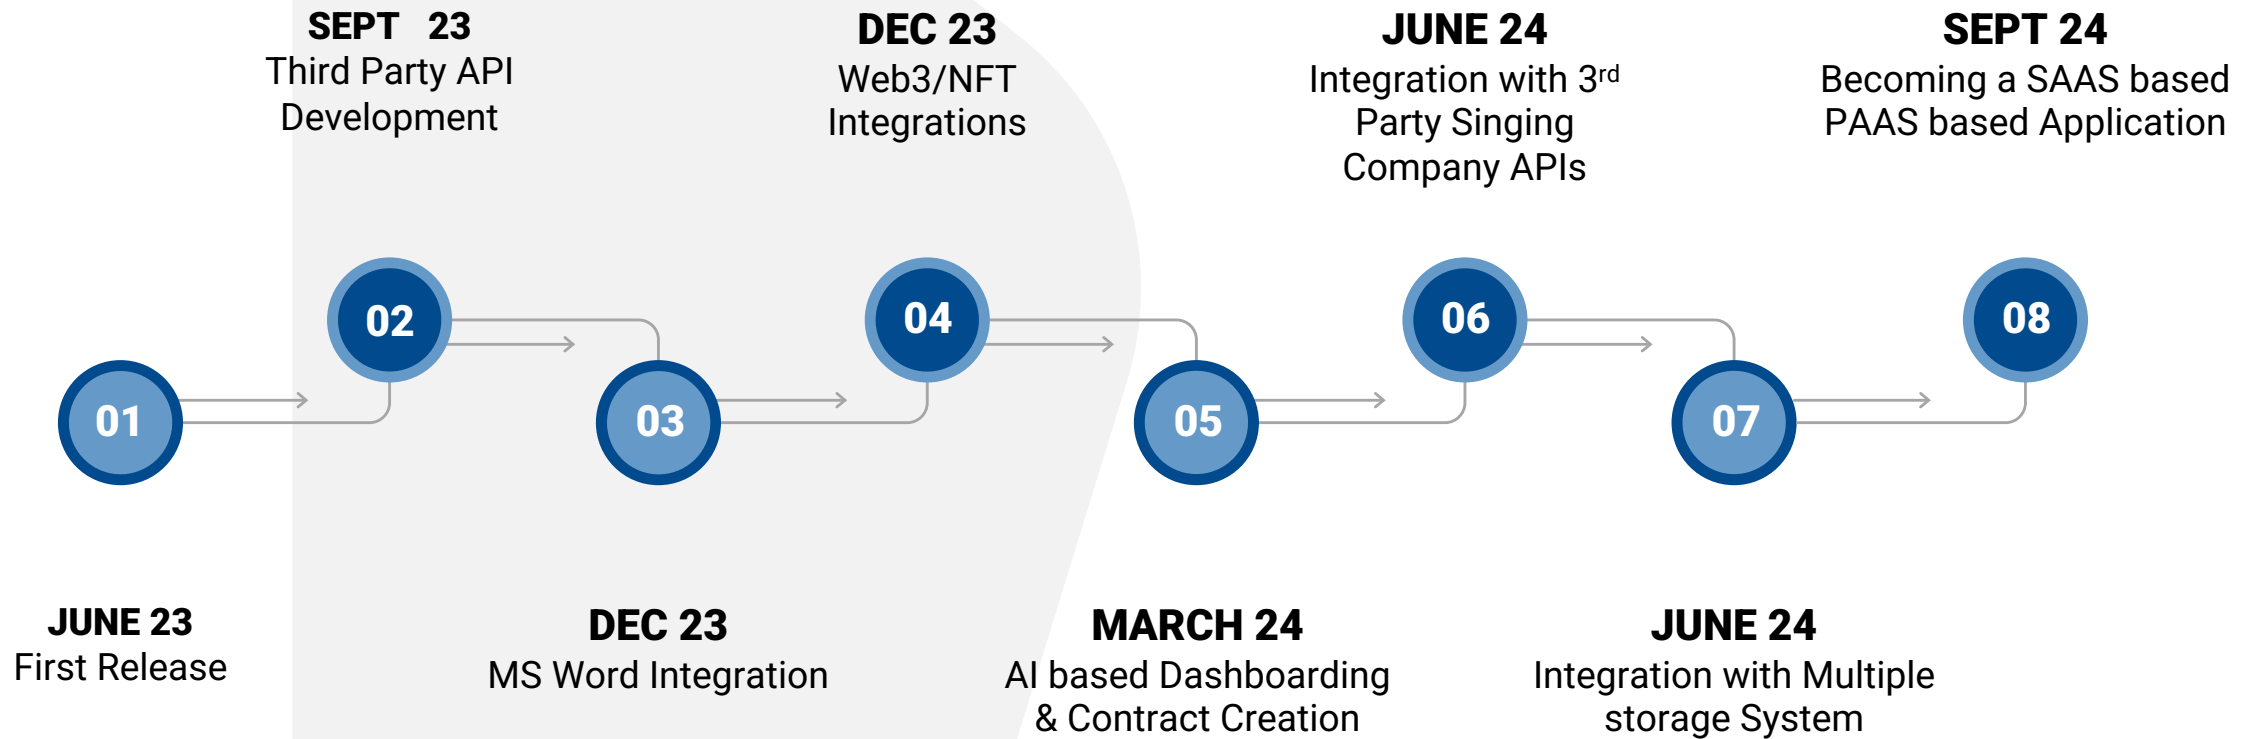 SEPT 23
Third Party API
Development
DEC 23
Web3/NFT
Integrations
JUNE 24
Integration with 3rd
Party Singing
Company APIs
SEPT 24
Becoming a SAAS based
PAAS based Application
01
02
03
04
05
06
07
08
JUNE 23
First Release
DEC 23
MS Word Integration
MARCH 24
AI based Dashboarding
& Contract Creation
JUNE 24
Integration with Multiple
storage System